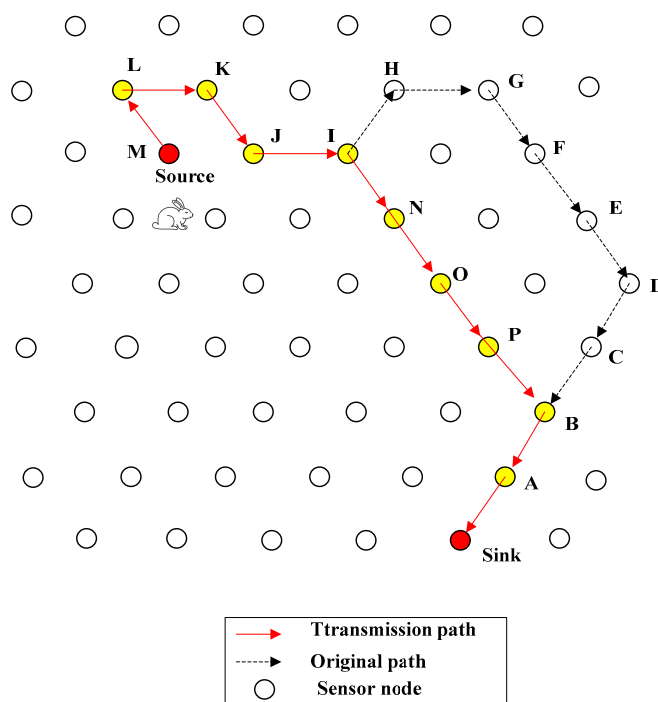 L
K
H
G
M
J
I
F
Source
N
E
O
D
P
C
B
A
Sink
Ttransmission path
Original path
Sensor node